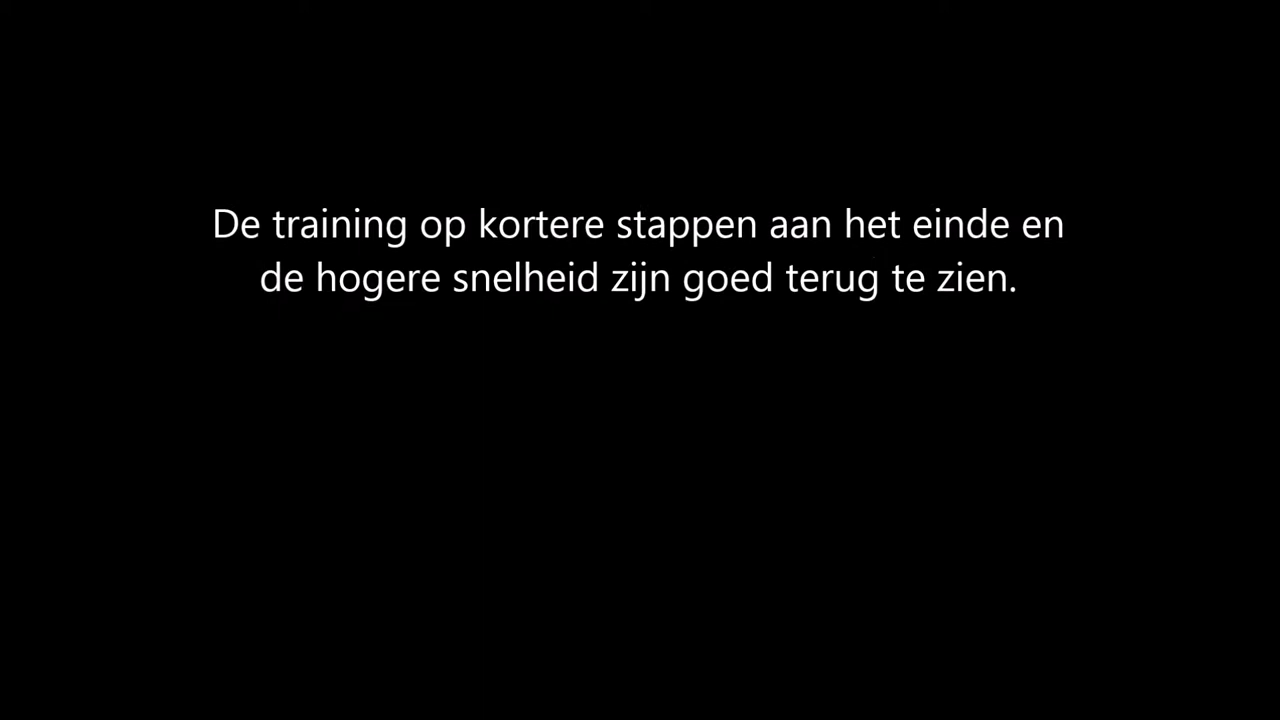 De training op kortere stappen aan het einde en
de hogere snelheid zijn goed terug te zien.